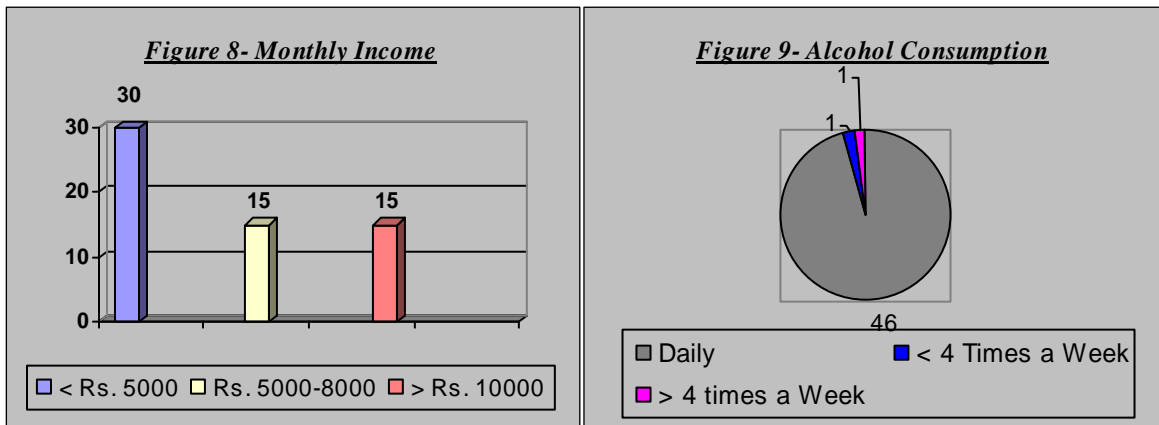 Figure 8- Monthly Income
30
30
20
10
0
15
15
< Rs. 5000 Rs. 5000-8000 > Rs. 10000
Figure 9- Alcohol Consumption
1
1
46
Daily < 4 Times a Week
> 4 times a Week